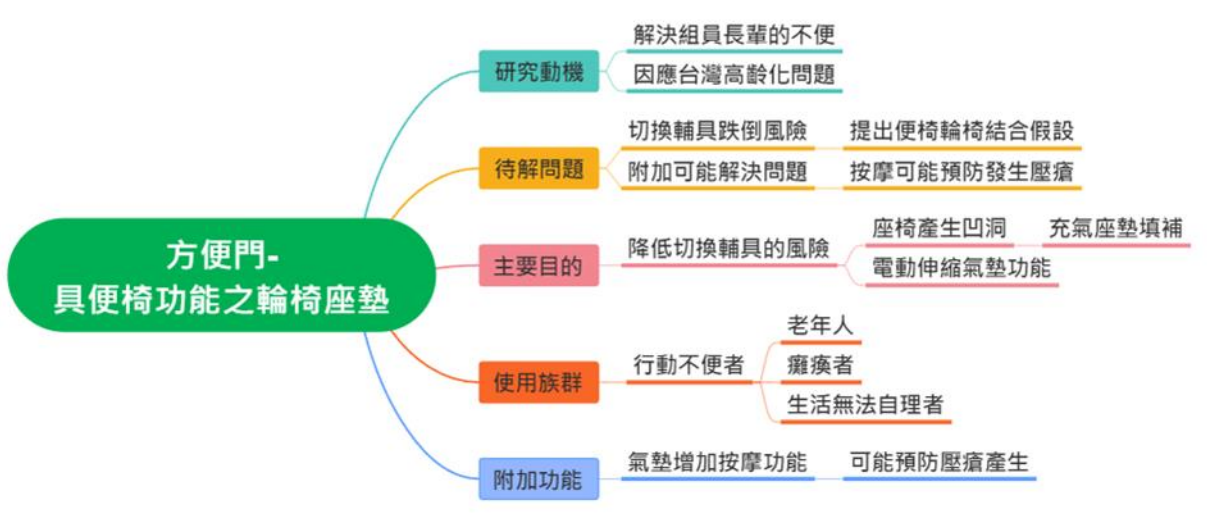 方便門-
具便椅功能之輪椅座墊
研究動機
解決組員長輩的不便
因應台灣高齡化問題
待解問題
切換輔具跌倒風險
提出便椅輪椅結合假設
附加可能解決問題
按摩可能預防發生壓瘡
主要目的
降低切換輔具的風險
座椅產生凹洞
充氣座墊填補
電動伸縮氣墊功能
使用族群
行動不便者
老年人
癱瘓者
生活無法自理者
附加功能
氣墊增加按摩功能
可能預防壓瘡產生